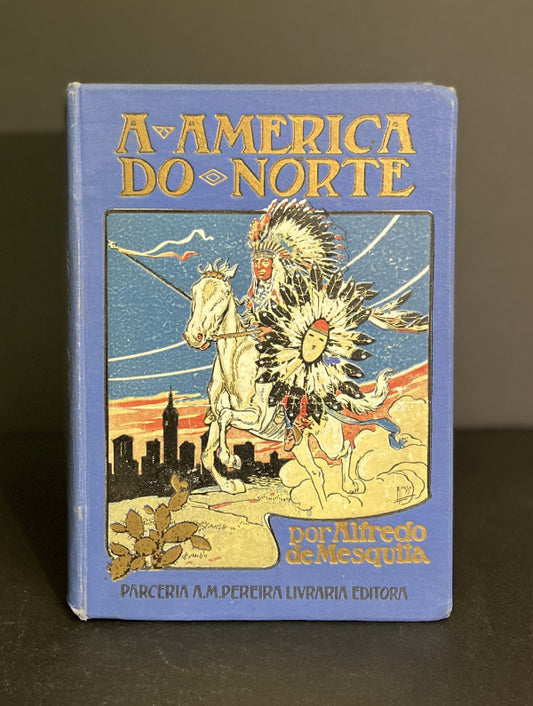 A AMERICA
DO NORTE
por Alfredo
de Mesquita
PARCERIA A.M. PEREIRA LIVRARIA EDITORA